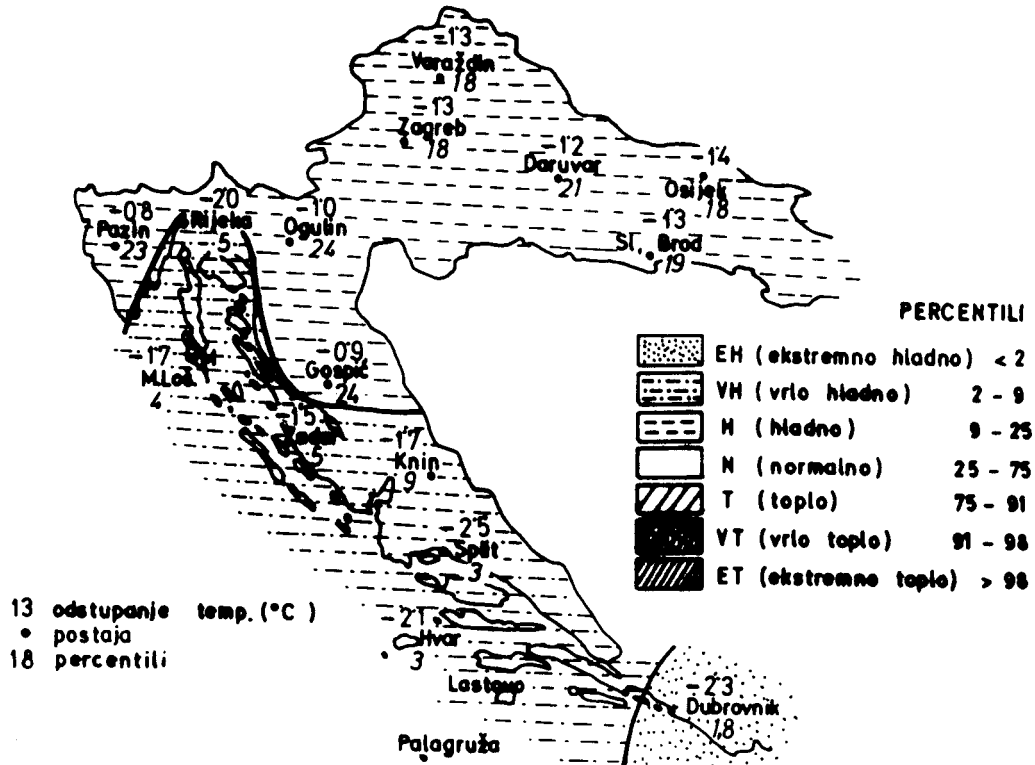 -1'3
Varaždin
18
-1'3
Zagreb
18
-1'2
Daruvar
21
-1'4
Osijek
18
-1'3
Sl. Brod
19
-0'8
Pazin
23
-2'0
Rijeka
5
-1'0
Ogulin
24
-1'7
M.Loš.
4
-0'9
Gospić
24
-1'5
Zadar
5
-1'7
Knin
9
-2'5
Split
3
-2'1
Hvar
3
Lastovo
Palagruža
-2'3
Dubrovnik
1,8
PERCENTILI
EH (ekstremno hladno) < 2
VH (vrlo hladno) 2 - 9
H (hladno) 9 - 25
N (normalno) 25 - 75
T (toplo) 75 - 91
VT (vrlo toplo) 91 - 98
ET (ekstremno toplo) > 98
13 odstupanje temp. (°C)
• postaja
18 percentili